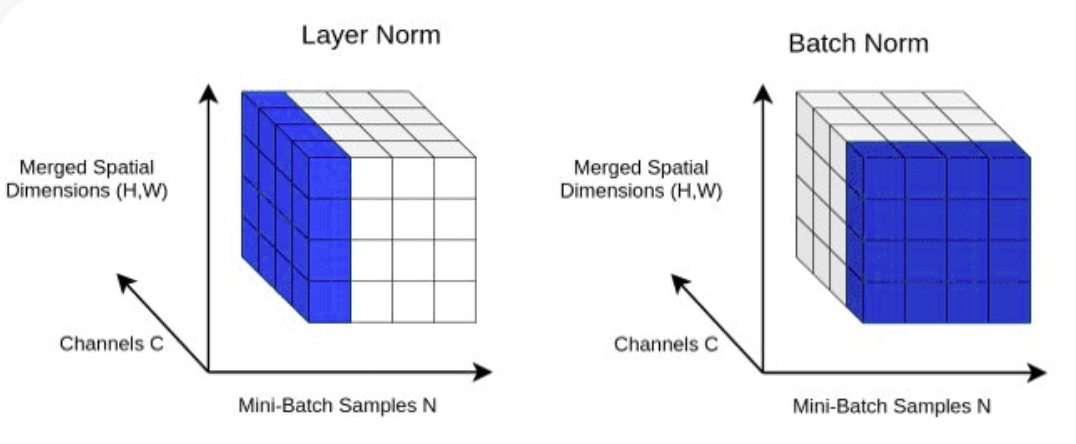 Layer Norm
Batch Norm
Merged Spatial
Dimensions (H,W)
Merged Spatial
Dimensions (H,W)
Channels C
Channels C
Mini-Batch Samples N
Mini-Batch Samples N